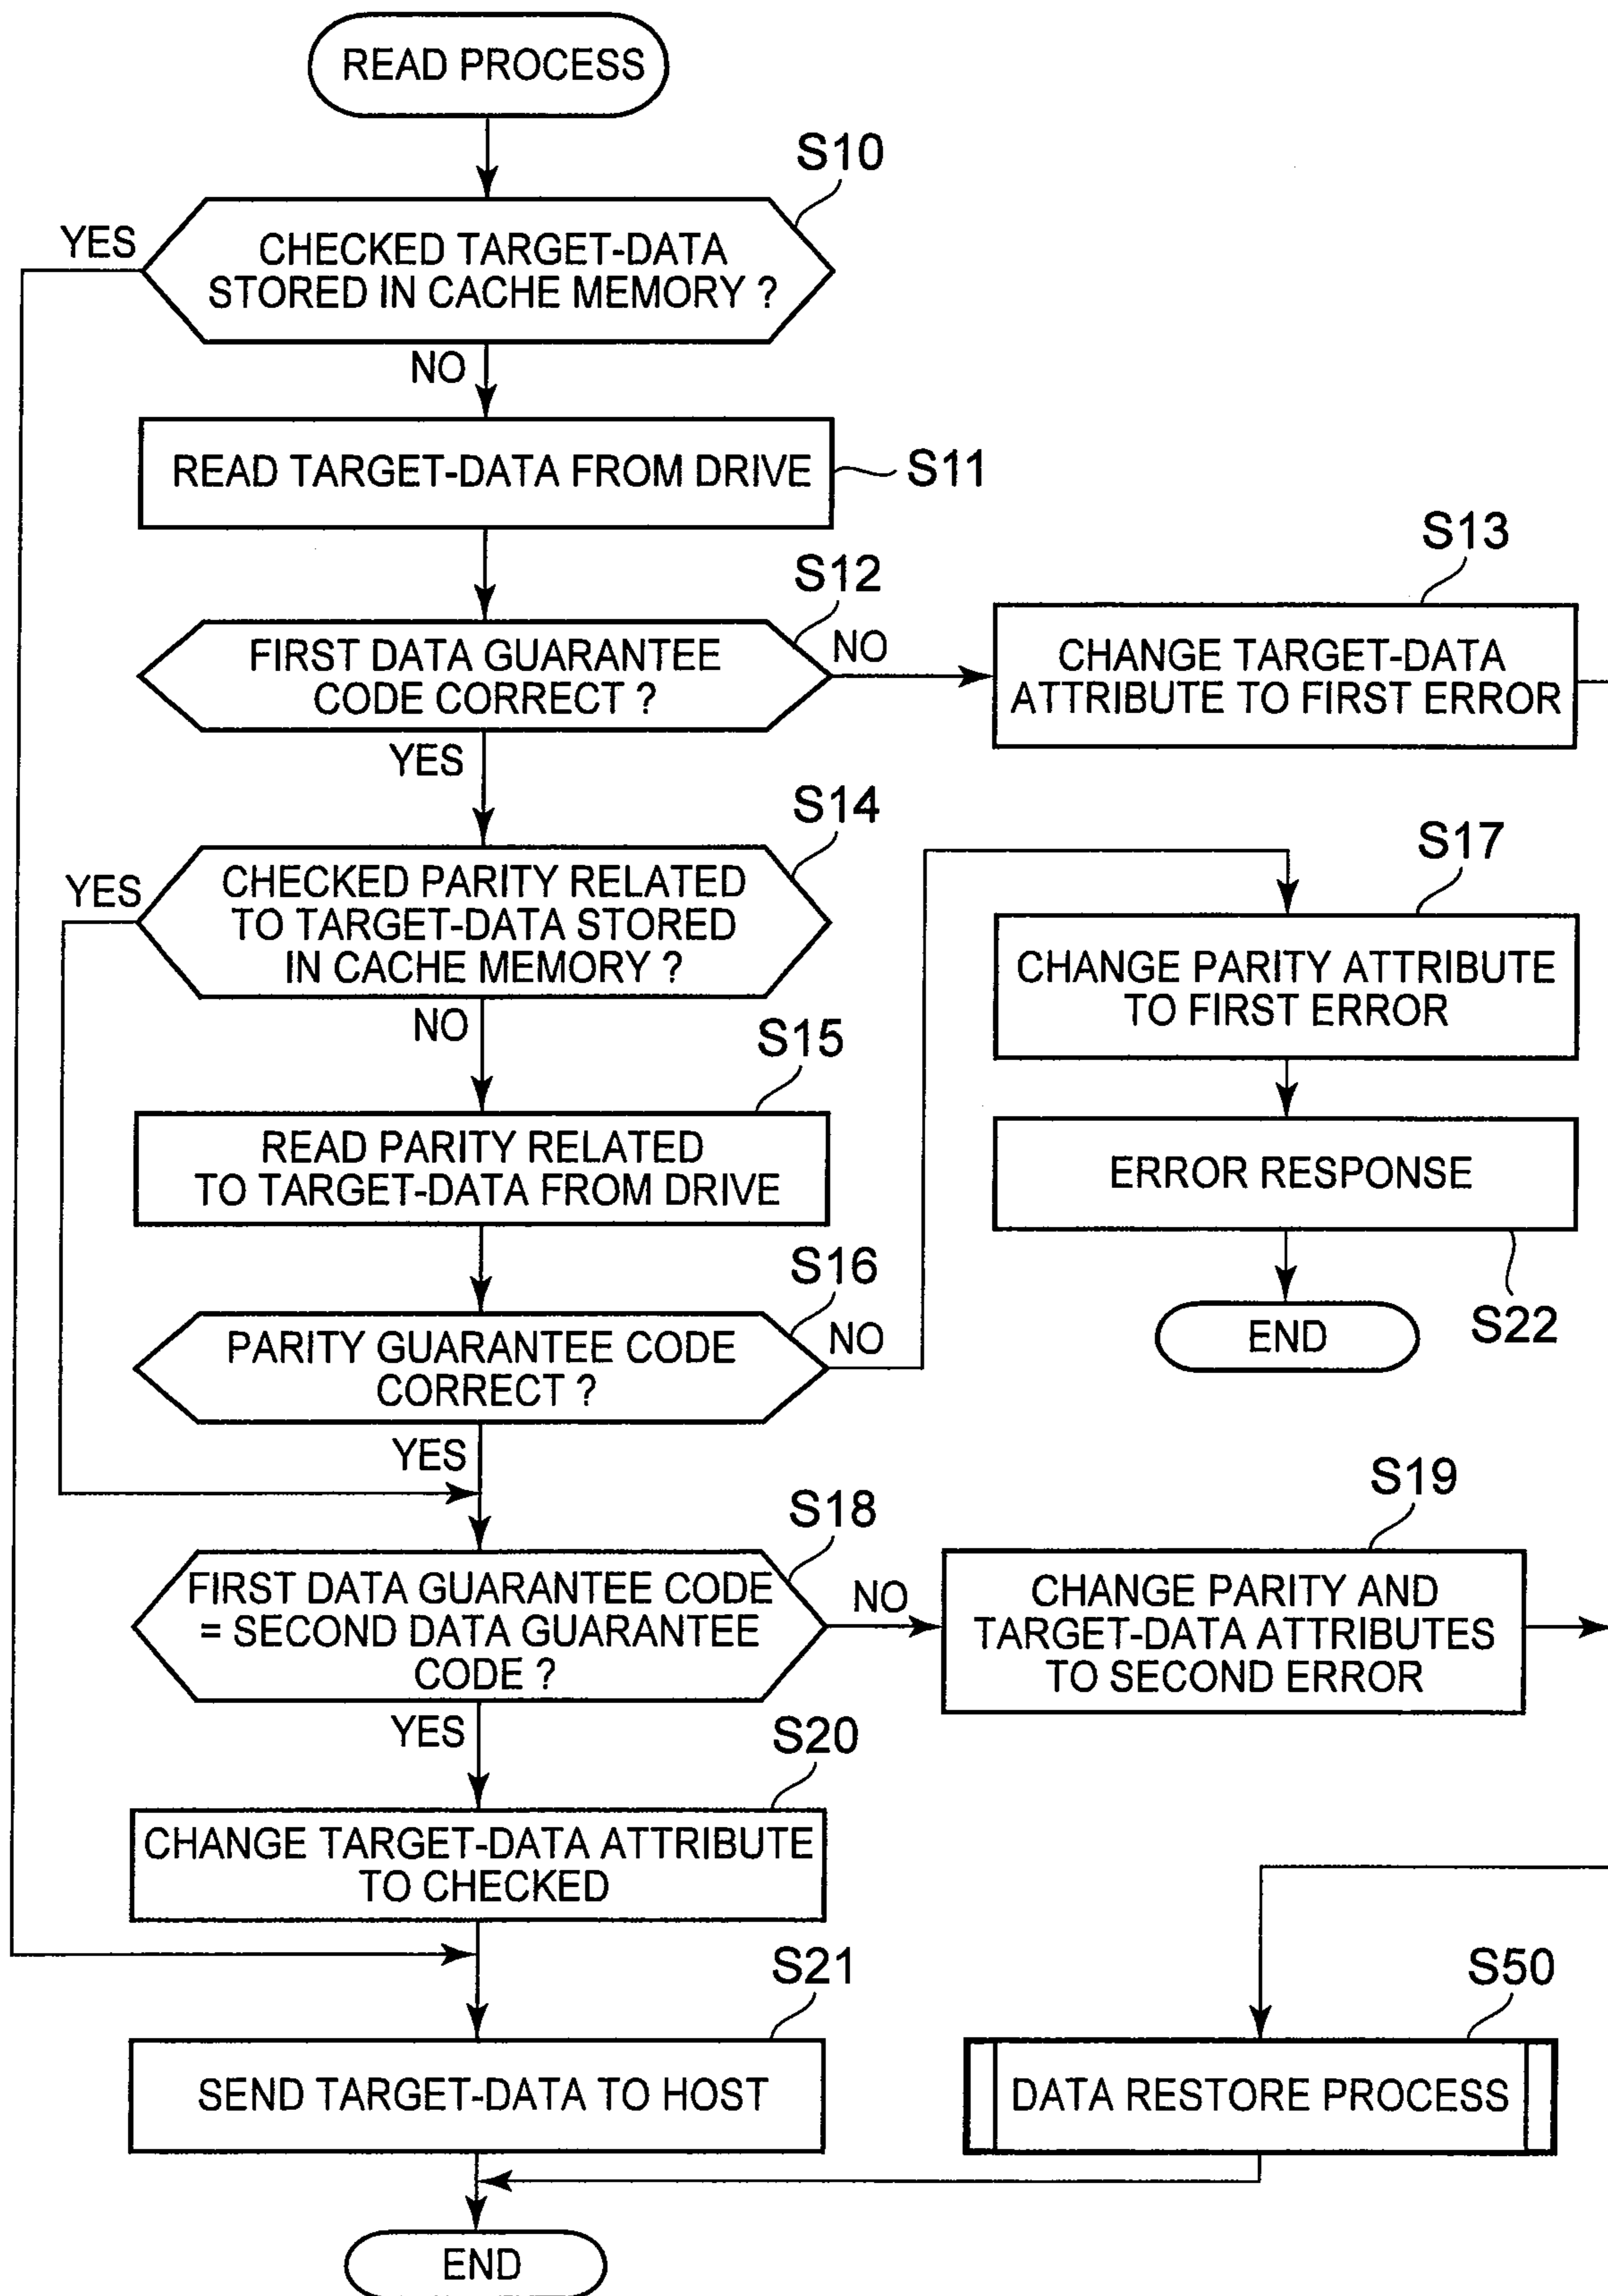 READ PROCESS
S10
YES
CHECKED TARGET-DATA
STORED IN CACHE MEMORY ?
NO
READ TARGET-DATA FROM DRIVE
S11
S12
FIRST DATA GUARANTEE
CODE CORRECT ?
NO
YES
S13
CHANGE TARGET-DATA
ATTRIBUTE TO FIRST ERROR
S14
YES
CHECKED PARITY RELATED
TO TARGET-DATA STORED
IN CACHE MEMORY ?
NO
S15
READ PARITY RELATED
TO TARGET-DATA FROM DRIVE
S16
PARITY GUARANTEE CODE
CORRECT ?
NO
YES
S17
CHANGE PARITY ATTRIBUTE
TO FIRST ERROR
ERROR RESPONSE
S22
END
S18
FIRST DATA GUARANTEE CODE
= SECOND DATA GUARANTEE
CODE ?
NO
YES
S19
CHANGE PARITY AND
TARGET-DATA ATTRIBUTES
TO SECOND ERROR
S20
CHANGE TARGET-DATA ATTRIBUTE
TO CHECKED
S21
SEND TARGET-DATA TO HOST
S50
DATA RESTORE PROCESS
END